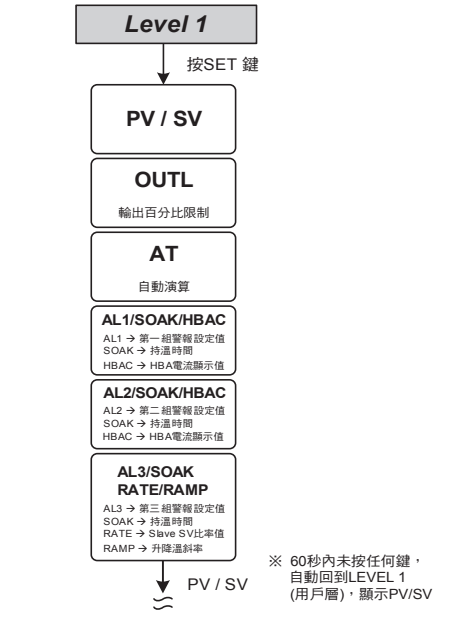 Level 1
按SET 鍵
PV / SV
OUTL
輸出百分比限制
AT
自動演算
AL1/SOAK/HBAC
AL1 → 第一組警報設定值
SOAK → 持溫時間
HBAC → HBA電流顯示值
AL2/SOAK/HBAC
AL2 → 第二組警報設定值
SOAK → 持溫時間
HBAC → HBA電流顯示值
AL3/SOAK
RATE/RAMP
AL3 → 第三組警報設定值
SOAK → 持溫時間
RATE → Slave SV比率值
RAMP → 升降溫斜率
PV / SV
※ 60秒內未按任何鍵，
自動回到LEVEL 1
(用戶層)，顯示PV/SV